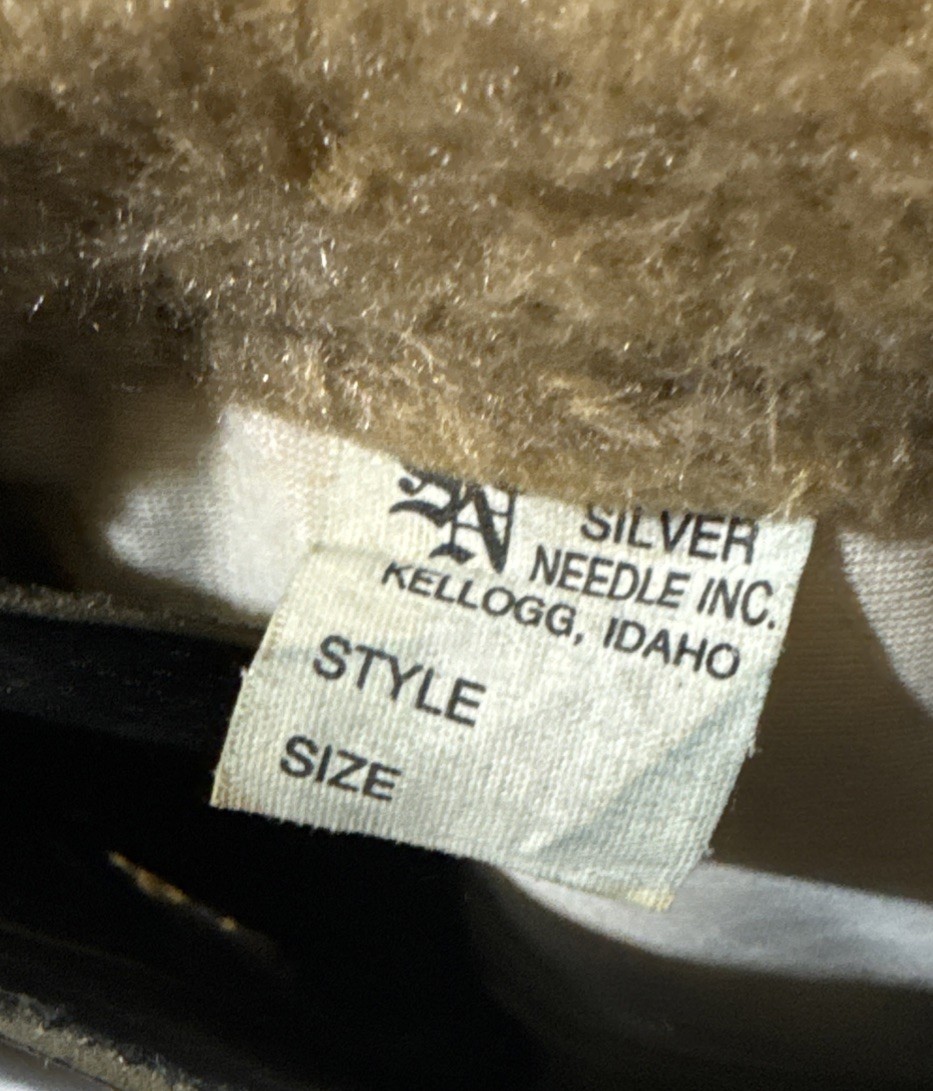 SN
SILVER
NEEDLE INC.
KELLOGG, IDAHO
STYLE
SIZE